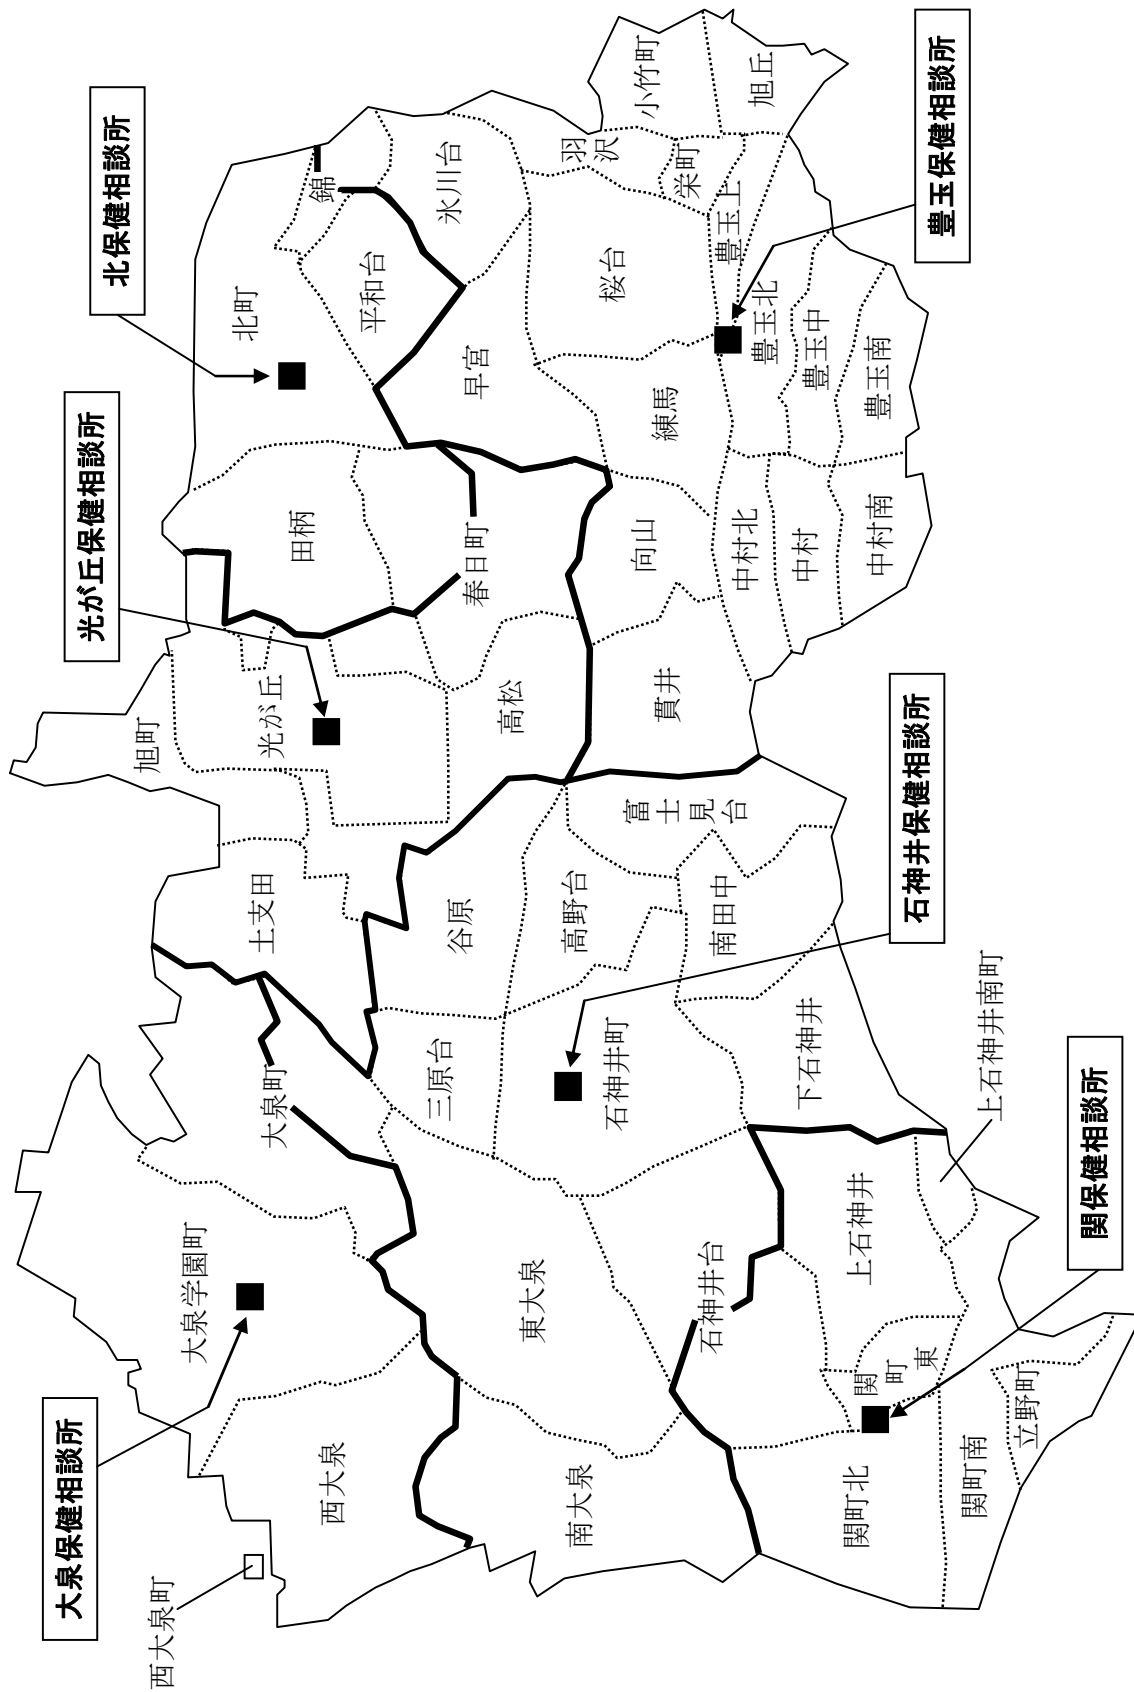 北保健相談所
光が丘保健相談所
豊玉保健相談所
石神井保健相談所
関保健相談所
大泉保健相談所
小竹町
旭丘
羽沢
栄町
豊玉上
錦
氷川台
北町
平和台
桜台
早宮
練馬
豊玉北
豊玉中
豊玉南
田柄
春日町
向山
中村北
中村
中村南
旭町
光が丘
高松
貫井
富士見台
土支田
谷原
高野台
南田中
大泉町
三原台
石神井町
下石神井
上石神井南町
大泉学園町
東大泉
石神井台
上石神井
関町東
西大泉
西大泉町
南大泉
関町北
関町南
立野町